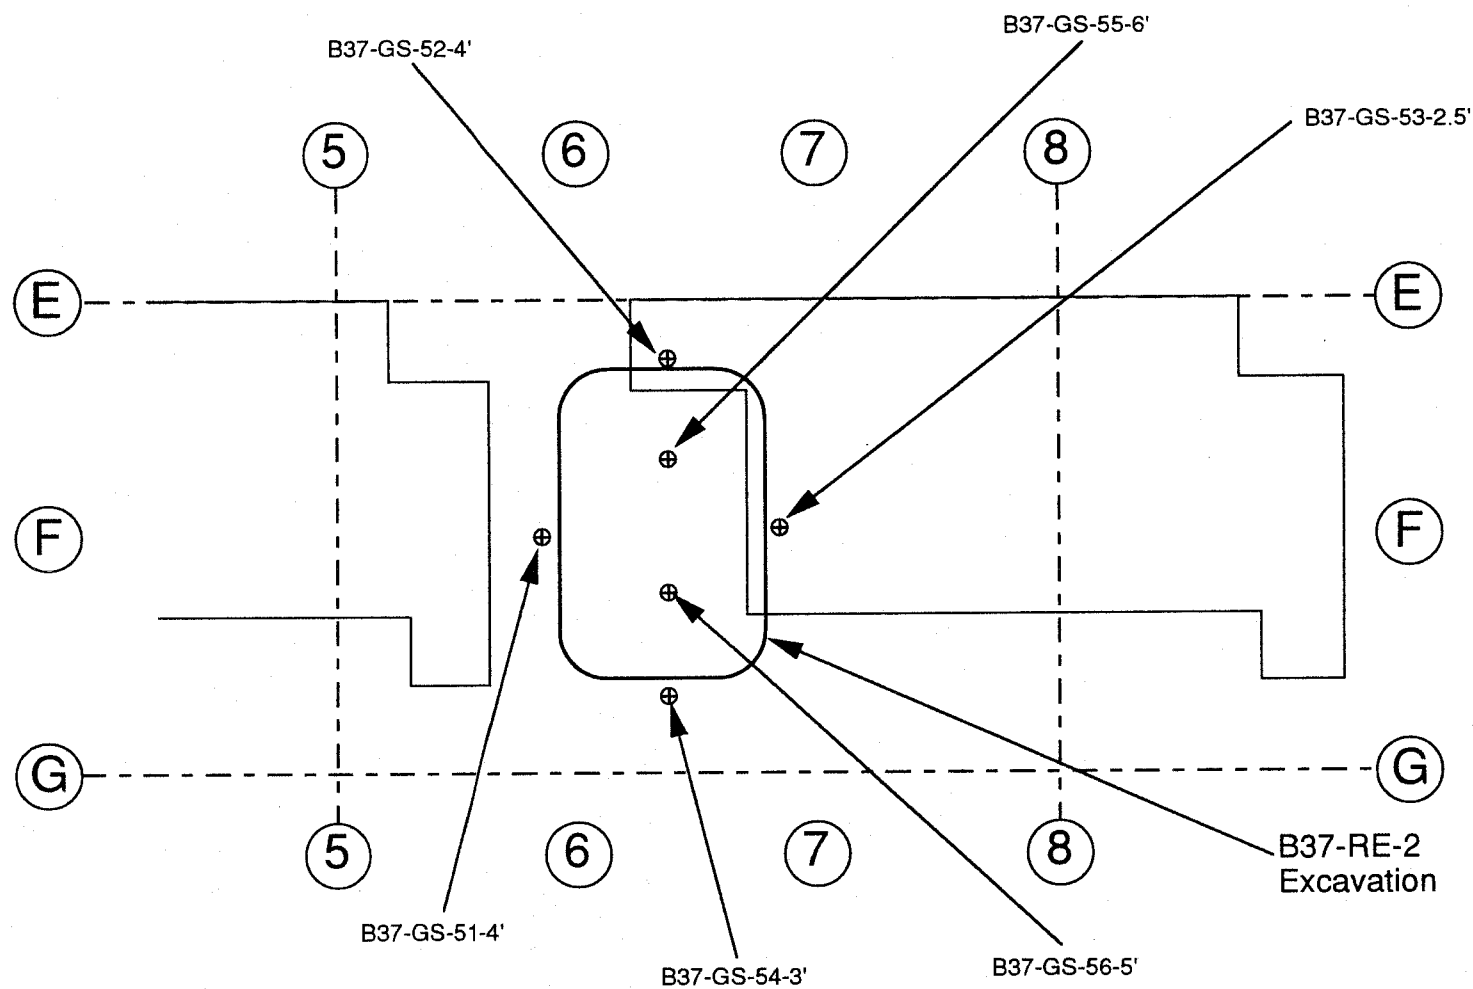 B37-GS-52-4'
B37-GS-55-6'
B37-GS-53-2.5'
5
6
7
8
E
E
F
F
G
G
5
6
7
8
B37-RE-2
Excavation
B37-GS-51-4'
B37-GS-54-3'
B37-GS-56-5'